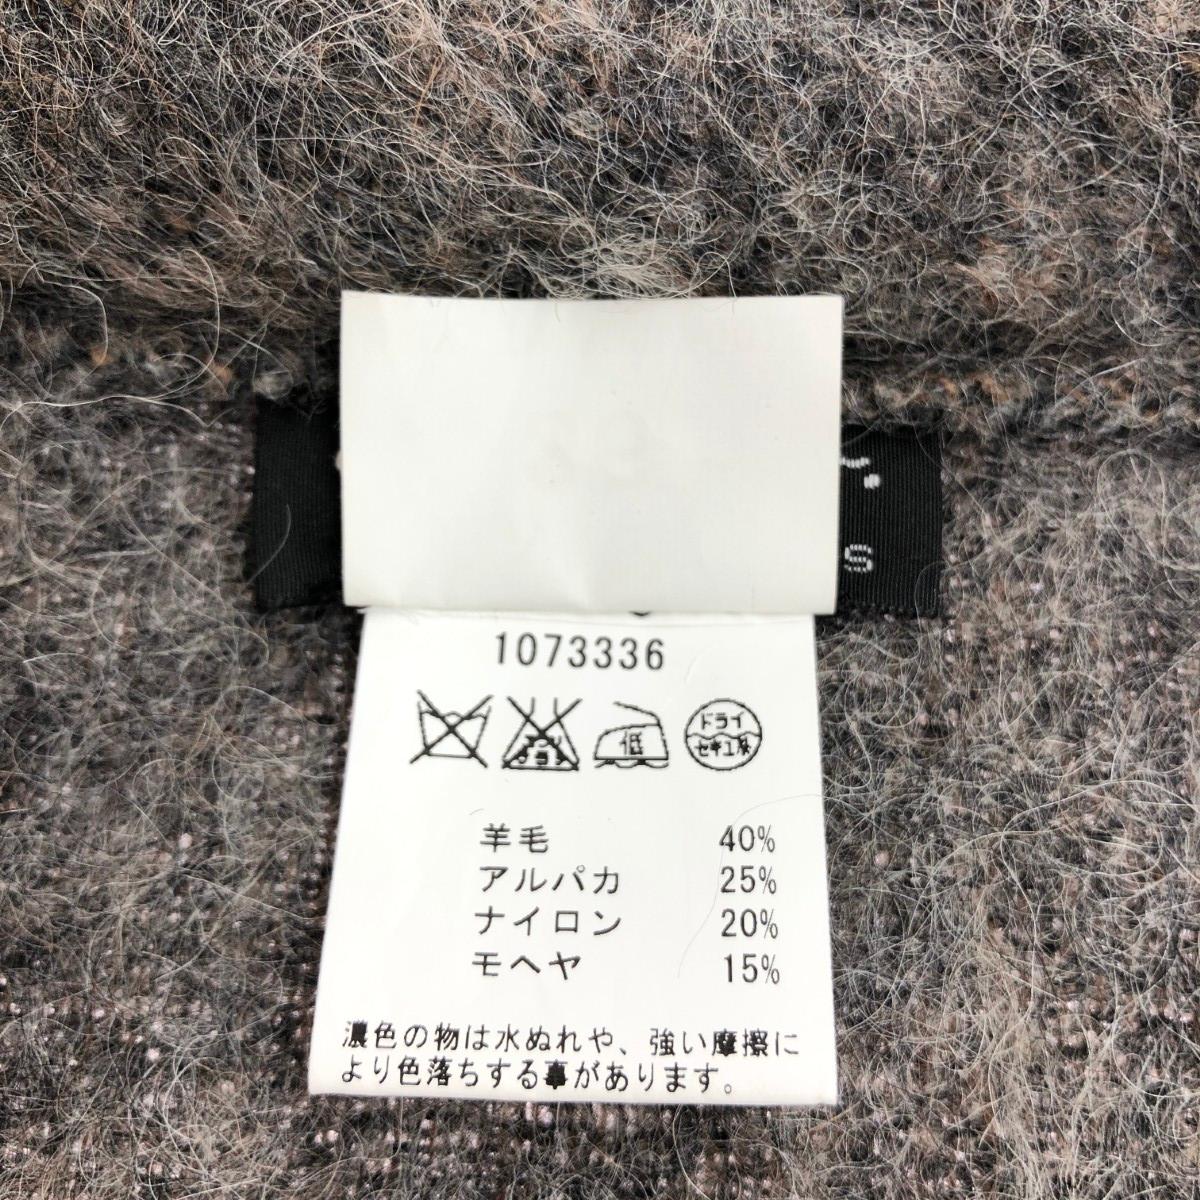 S
1073336
低
ドライ
セキユ系
羊毛 40%
アルパカ 25%
ナイロン 20%
モヘヤ 15%
濃色の物は水ぬれや、強い摩擦に
より色落ちする事があります。